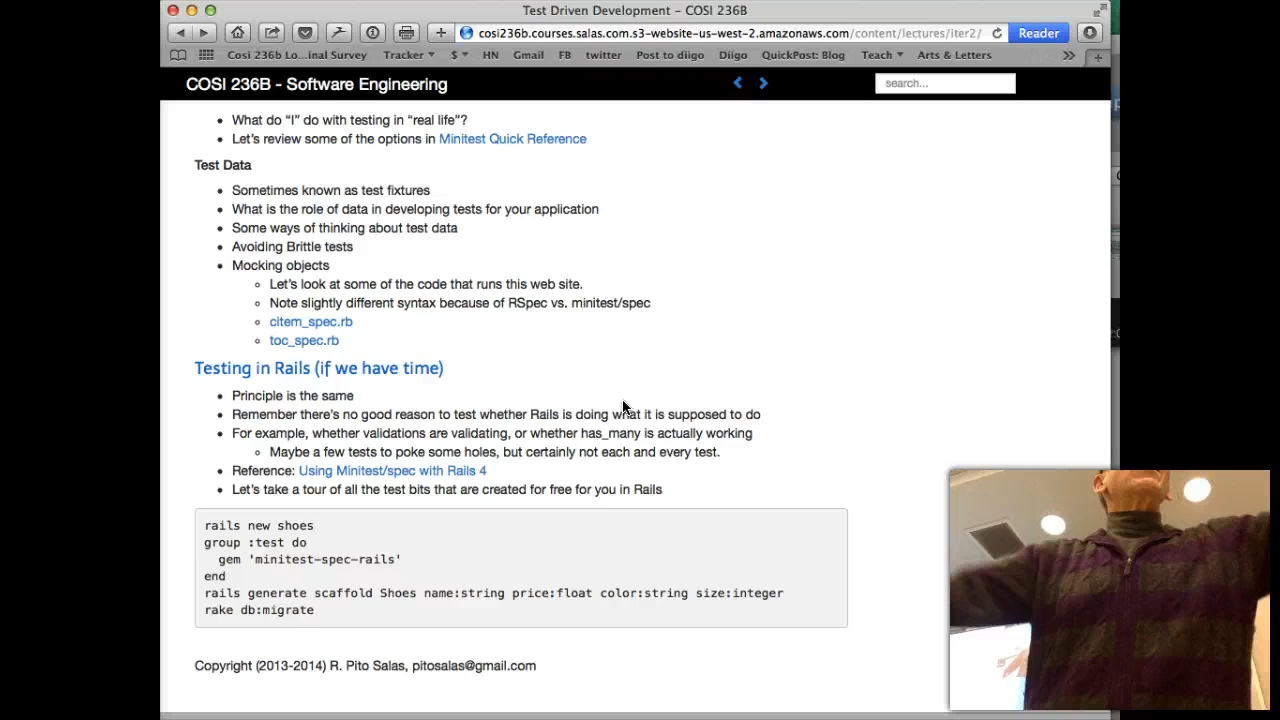 Test Driven Development – COSI 236B
cosi236b.courses.salas.com.s3-website-us-west-2.amazonaws.com/content/lectures/iter2/
Reader
Cosi 236b Lo...inal Survey Tracker $ HN Gmail FB twitter Post to diigo Diigo QuickPost: Blog Teach Arts & Letters
COSI 236B - Software Engineering
search...
What do “I” do with testing in “real life”?
Let’s review some of the options in Minitest Quick Reference
Test Data
Sometimes known as test fixtures
What is the role of data in developing tests for your application
Some ways of thinking about test data
Avoiding Brittle tests
Mocking objects
Let’s look at some of the code that runs this web site.
Note slightly different syntax because of RSpec vs. minitest/spec
citem_spec.rb
toc_spec.rb
Testing in Rails (if we have time)
Principle is the same
Remember there’s no good reason to test whether Rails is doing what it is supposed to do
For example, whether validations are validating, or whether has_many is actually working
Maybe a few tests to poke some holes, but certainly not each and every test.
Reference: Using Minitest/spec with Rails 4
Let’s take a tour of all the test bits that are created for free for you in Rails
rails new shoes
group :test do
  gem 'minitest-spec-rails'
end
rails generate scaffold Shoes name:string price:float color:string size:integer
rake db:migrate
Copyright (2013-2014) R. Pito Salas, pitosalas@gmail.com